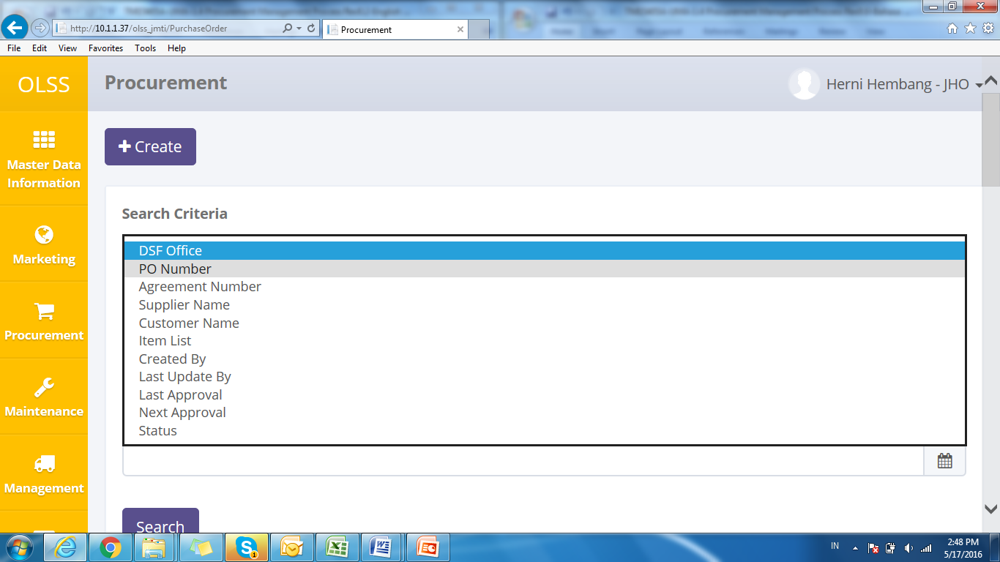 http://10.1.1.37/olss_jmti/PurchaseOrder
Procurement
File Edit View Favorites Tools Help
OLSS
Procurement
Herni Hembang - JHO
Master Data
Information
Marketing
Procurement
Maintenance
Management
Create
Search Criteria
DSF Office
PO Number
Agreement Number
Supplier Name
Customer Name
Item List
Created By
Last Update By
Last Approval
Next Approval
Status
Search
1
IN
2:48 PM
5/17/2016